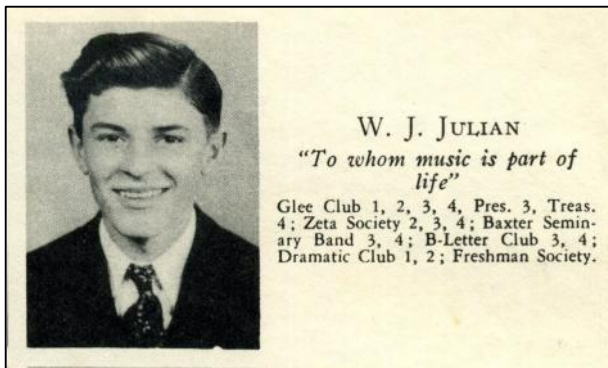 W. J. JULIAN
"To whom music is part of
life"
Glee Club 1, 2, 3, 4, Pres. 3, Treas.
4; Zeta Society 2, 3, 4; Baxter Semin-
ary Band 3, 4; B-Letter Club 3, 4;
Dramatic Club 1, 2; Freshman Society.